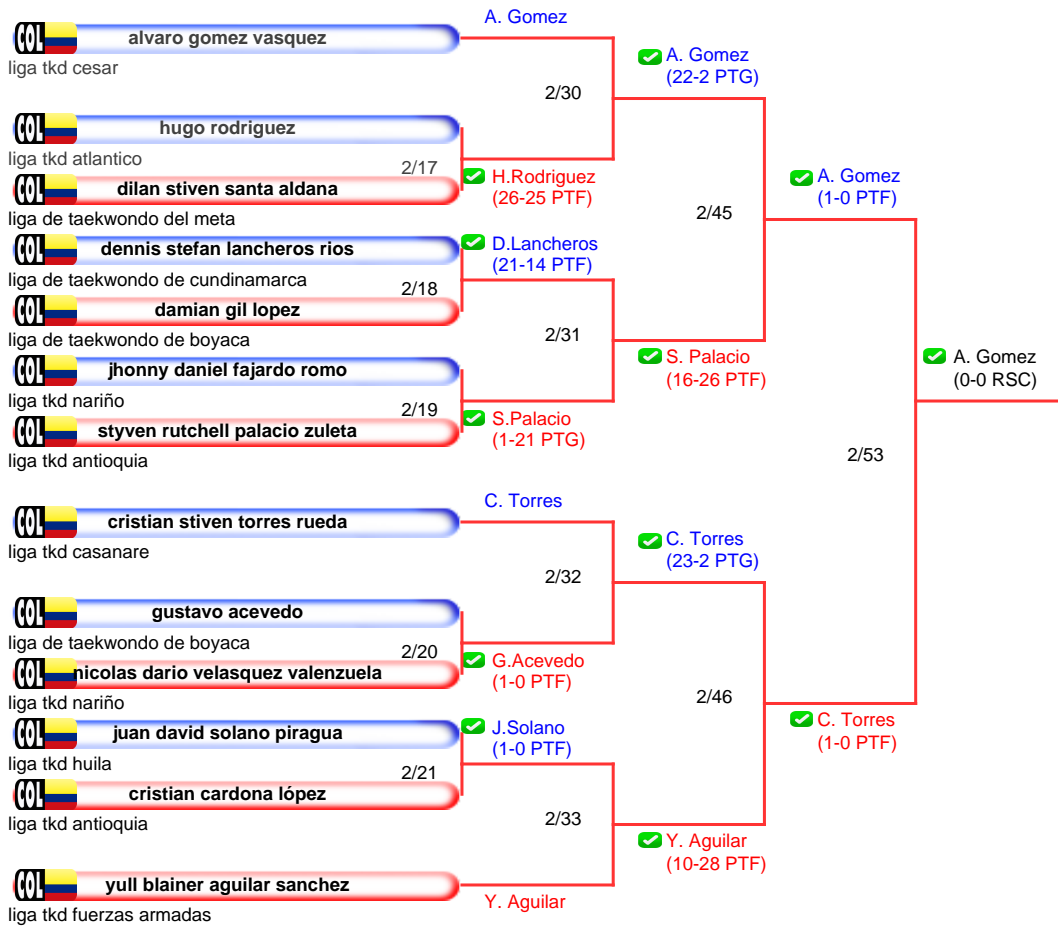 A. Gomez
COL alvaro gomez vasquez
liga tkd cesar
A. Gomez
(22-2 PTG)
2/30
COL hugo rodriguez
liga tkd atlantico
2/17
H.Rodriguez
(26-25 PTF)
COL dilan stiven santa aldana
liga de taekwondo del meta
A. Gomez
(1-0 PTF)
2/45
COL dennis stefan lancheros rios
D.Lancheros
(21-14 PTF)
liga de taekwondo de cundinamarca
2/18
COL damian gil lopez
liga de taekwondo de boyaca
2/31
COL jhonny daniel fajardo romo
liga tkd nariño
S. Palacio
(16-26 PTF)
A. Gomez
(0-0 RSC)
2/19
S.Palacio
(1-21 PTG)
COL styven rutchell palacio zuleta
liga tkd antioquia
2/53
C. Torres
COL cristian stiven torres rueda
liga tkd casanare
C. Torres
(23-2 PTG)
2/32
COL gustavo acevedo
liga de taekwondo de boyaca
2/20
G.Acevedo
(1-0 PTF)
COL nicolas dario velasquez valenzuela
liga tkd nariño
2/46
COL juan david solano piragua
J.Solano
(1-0 PTF)
C. Torres
(1-0 PTF)
liga tkd huila
2/21
COL cristian cardona lópez
liga tkd antioquia
2/33
Y. Aguilar
(10-28 PTF)
COL yull blainer aguilar sanchez
Y. Aguilar
liga tkd fuerzas armadas